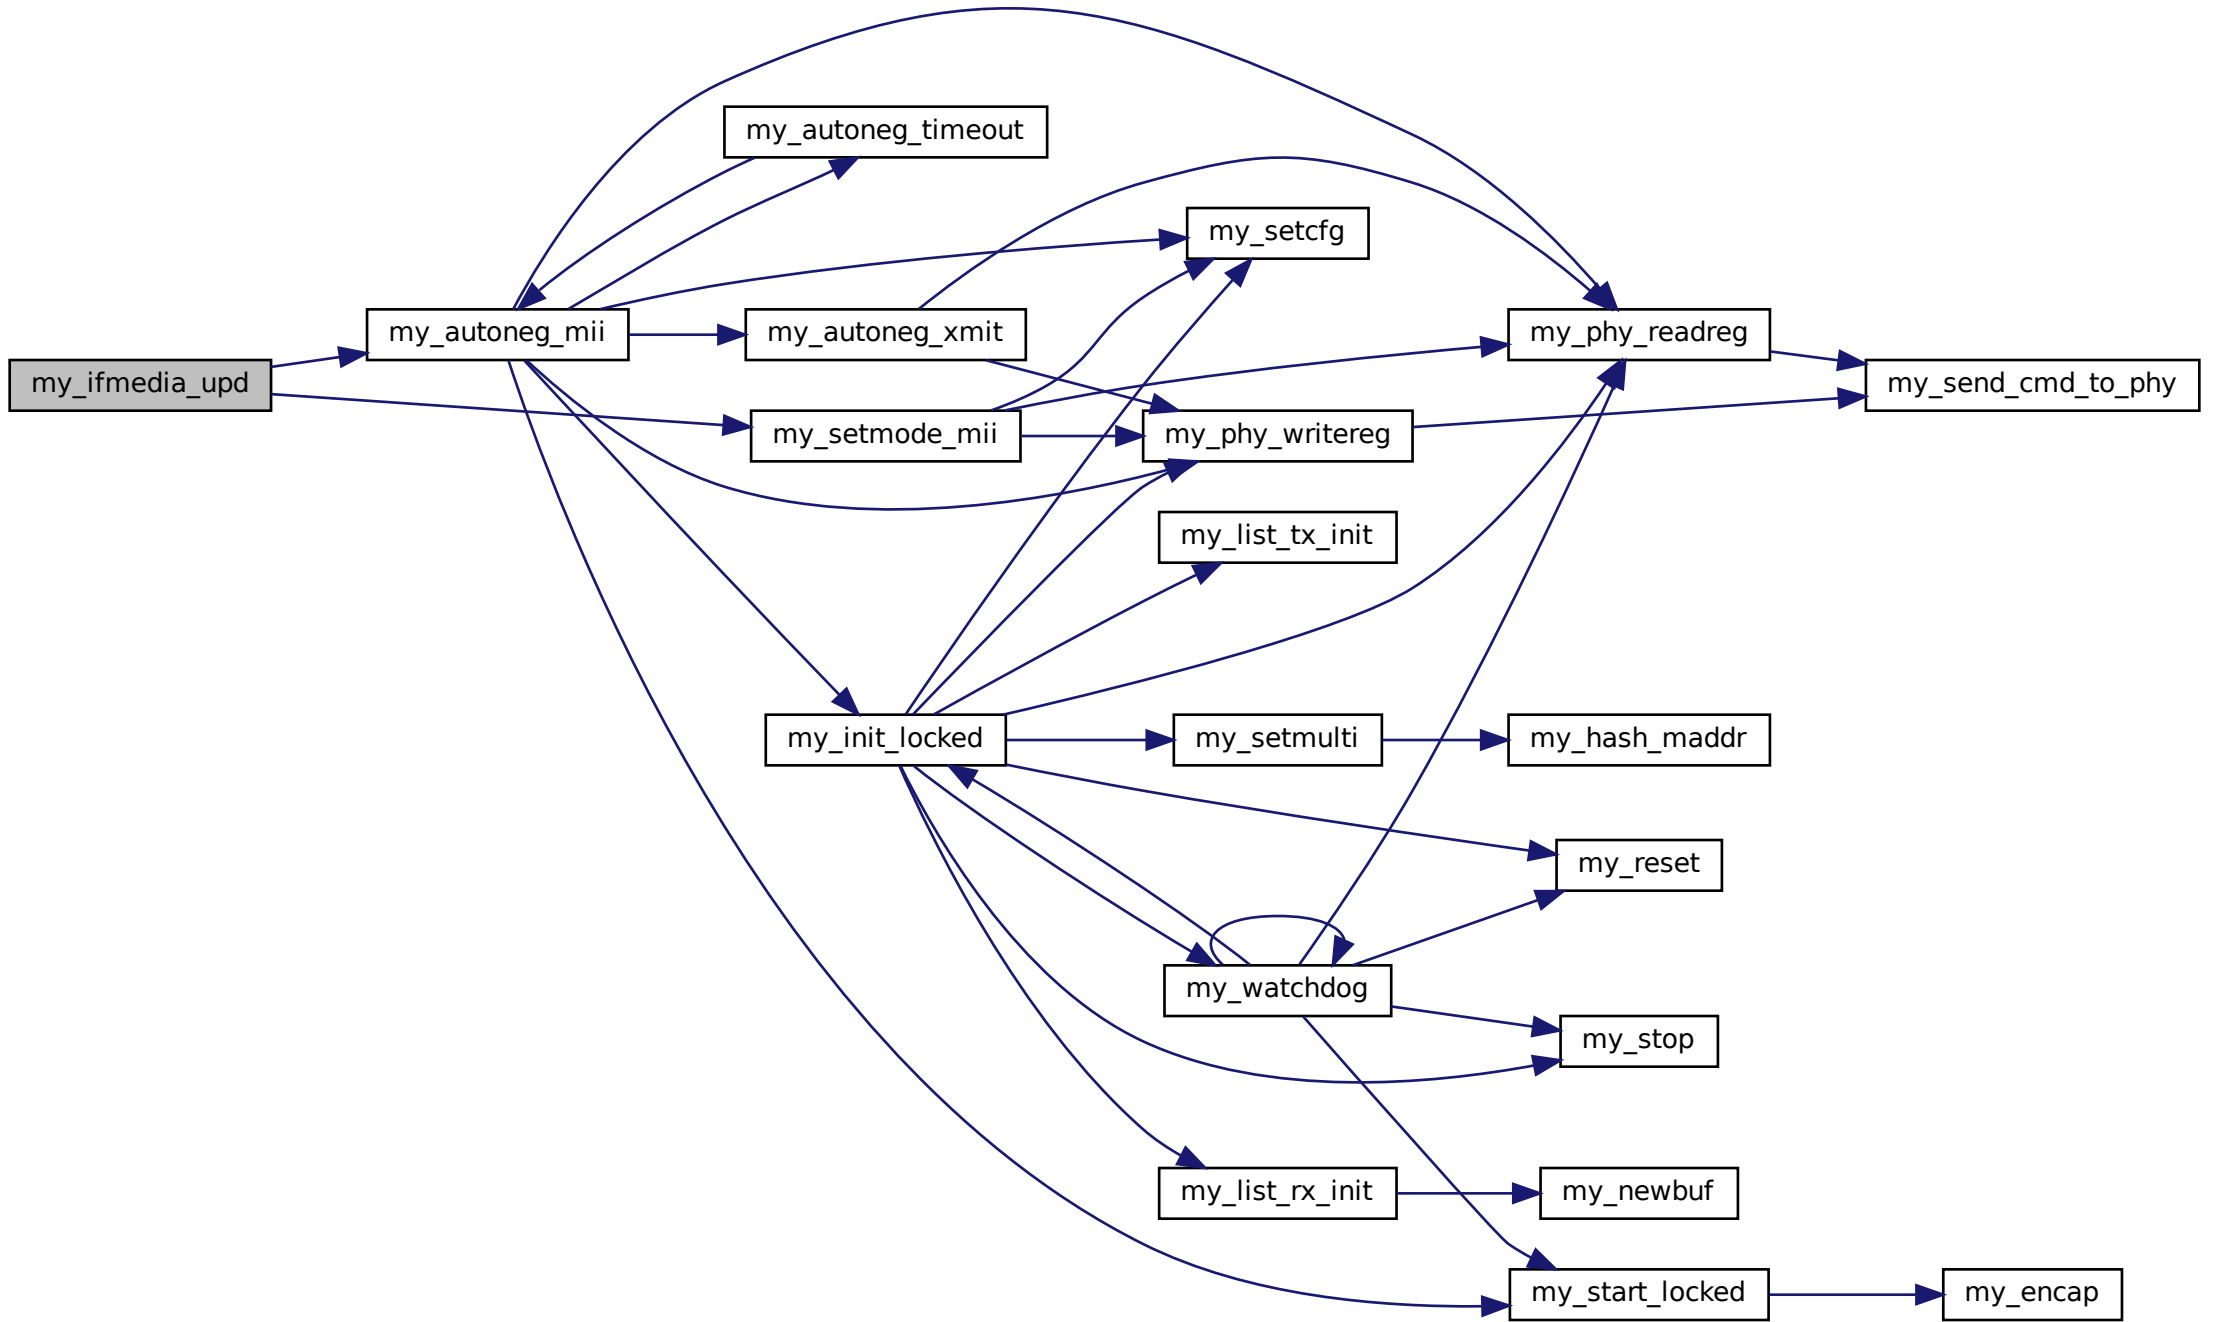 my_autoneg_timeout
my_setcfg
my_autoneg_mii
my_autoneg_xmit
my_phy_readreg
my_ifmedia_upd
my_send_cmd_to_phy
my_setmode_mii
my_phy_writereg
my_list_tx_init
my_init_locked
my_setmulti
my_hash_maddr
my_reset
my_watchdog
my_stop
my_list_rx_init
my_newbuf
my_start_locked
my_encap